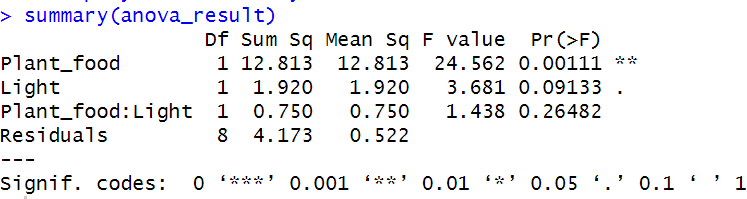 > summary(anova_result)
Df Sum Sq Mean Sq F value Pr(>F)
Plant_food 1 12.813 12.813 24.562 0.00111 **
Light 1 1.920 1.920 3.681 0.09133 .
Plant_food:Light 1 0.750 0.750 1.438 0.26482
Residuals 8 4.173 0.522
---
Signif. codes: 0 ‘***’ 0.001 ‘**’ 0.01 ‘*’ 0.05 ‘.’ 0.1 ‘ ’ 1